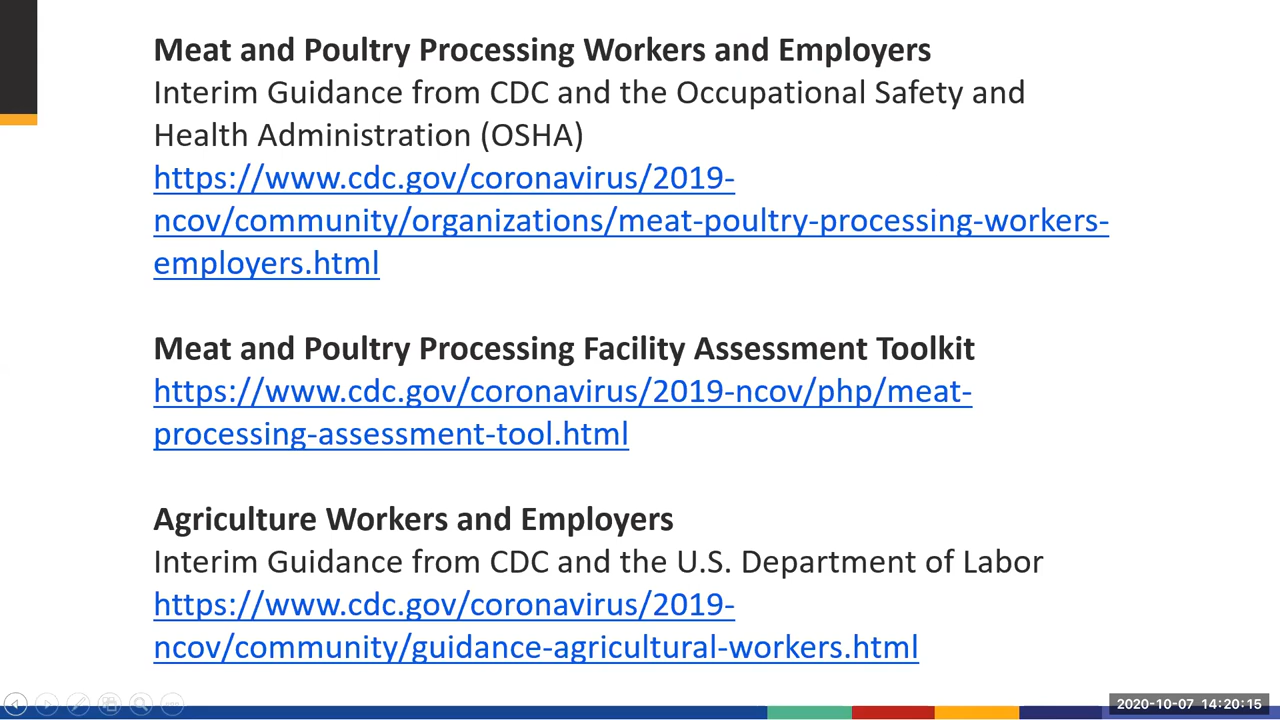 Meat and Poultry Processing Workers and Employers
Interim Guidance from CDC and the Occupational Safety and
Health Administration (OSHA)
https://www.cdc.gov/coronavirus/2019-
ncov/community/organizations/meat-poultry-processing-workers-
employers.html
Meat and Poultry Processing Facility Assessment Toolkit
https://www.cdc.gov/coronavirus/2019-ncov/php/meat-
processing-assessment-tool.html
Agriculture Workers and Employers
Interim Guidance from CDC and the U.S. Department of Labor
https://www.cdc.gov/coronavirus/2019-
ncov/community/guidance-agricultural-workers.html
2020-10-07 14:20:15